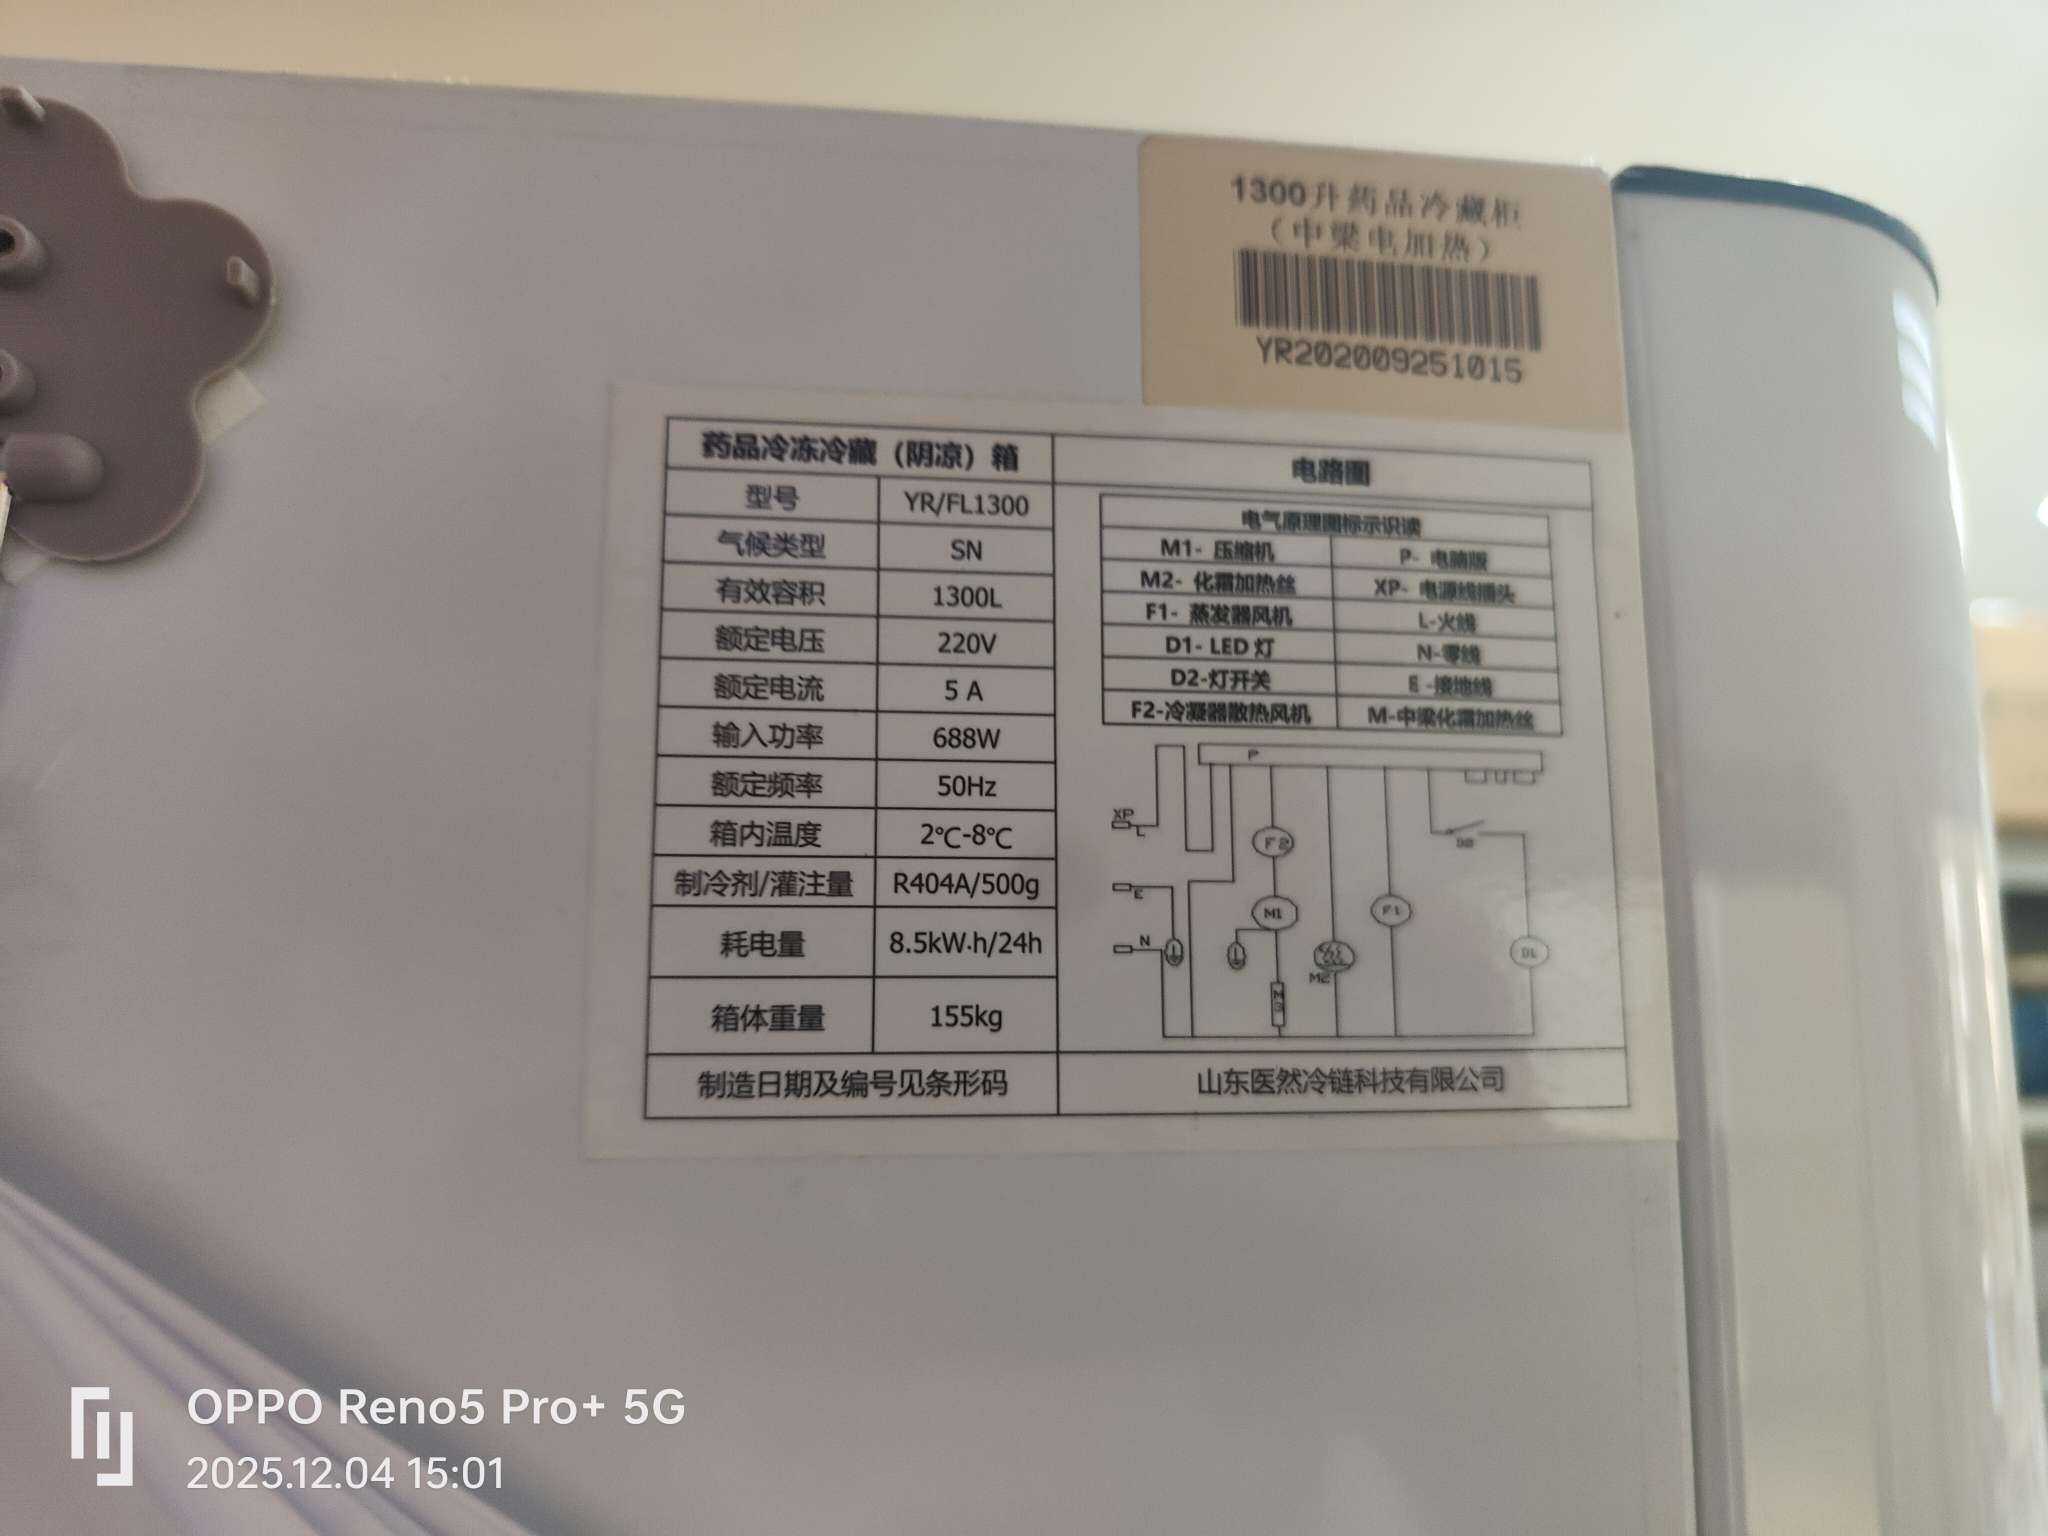 1300升药品冷藏柜
（中梁电加热）
YR202009251015
药品冷冻冷藏（阴凉）箱
型号 YR/FL1300
气候类型 SN
有效容积 1300L
额定电压 220V
额定电流 5 A
输入功率 688W
额定频率 50Hz
箱内温度 2℃-8℃
制冷剂/灌注量 R404A/500g
耗电量 8.5kW·h/24h
箱体重量 155kg
制造日期及编号见条形码
电路图
电气原理图标示识读
M1- 压缩机 P- 电脑版
M2- 化霜加热丝 XP- 电源线插头
F1- 蒸发器风机 L-火线
D1- LED 灯 N-零线
D2-灯开关 E -接地线
F2-冷凝器散热风机 M-中梁化霜加热丝
P
XP
L
F2
E
M1
F1
N
M2
山东医然冷链科技有限公司
OPPO Reno5 Pro+ 5G
2025.12.04 15:01